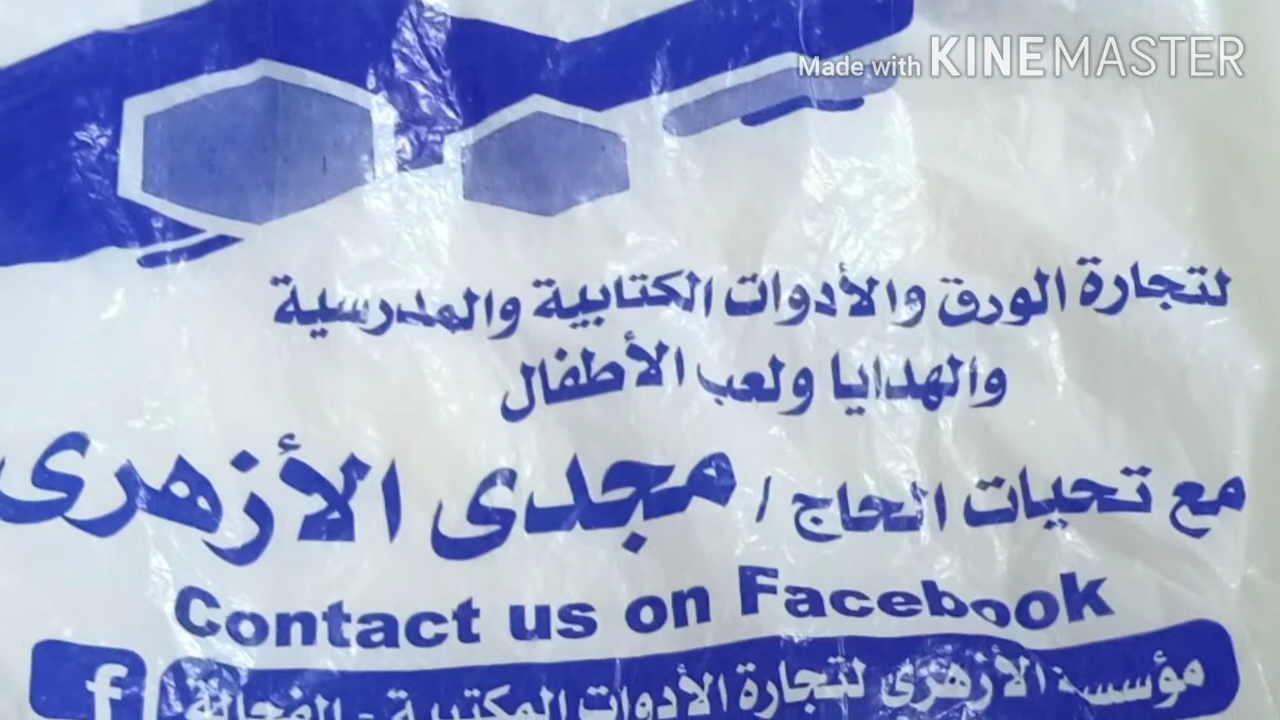 Made with KINEMASTER
لتجارة الورق والأدوات الكتابية والمدرسية
والهدايا ولعب الأطفال
مع تحيات الحاج / مجدى الأزهرى
Contact us on Facebook
f مؤسسة الأزهرى لتجارة الأدوات المكتبية - الفجالة